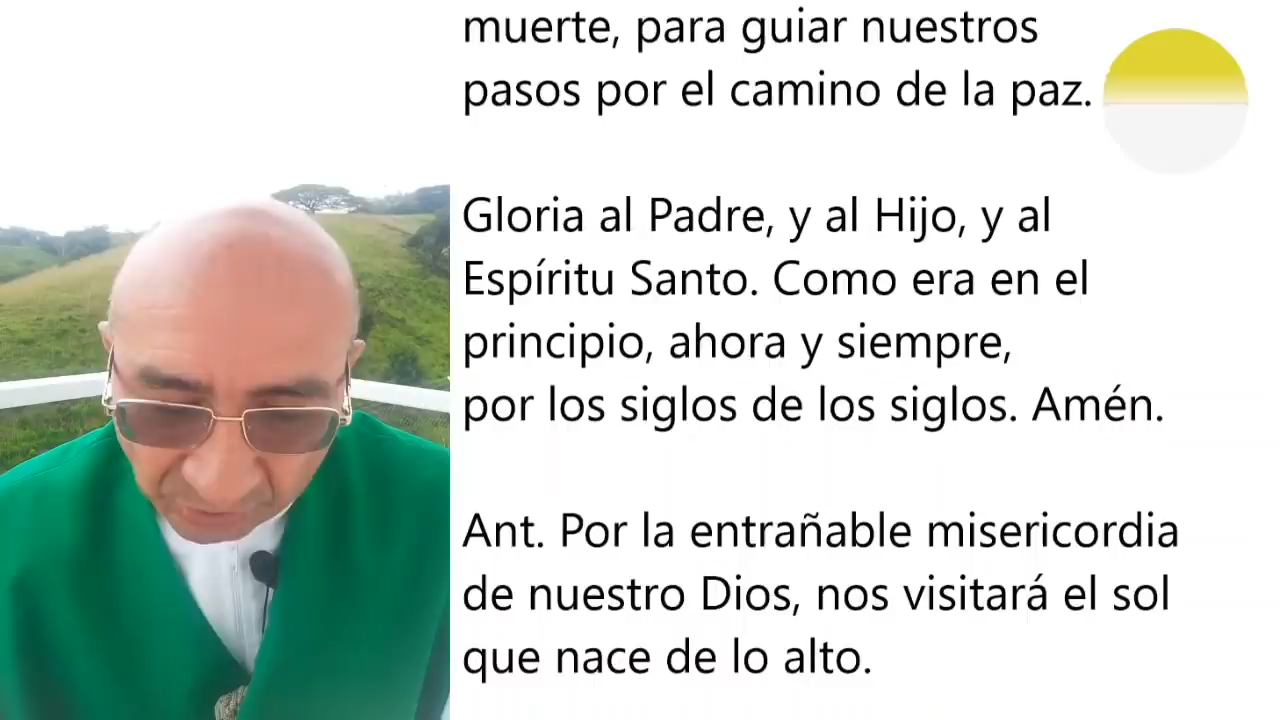 muerte, para guiar nuestros
pasos por el camino de la paz.
Gloria al Padre, y al Hijo, y al
Espíritu Santo. Como era en el
principio, ahora y siempre,
por los siglos de los siglos. Amén.
Ant. Por la entrañable misericordia
de nuestro Dios, nos visitará el sol
que nace de lo alto.